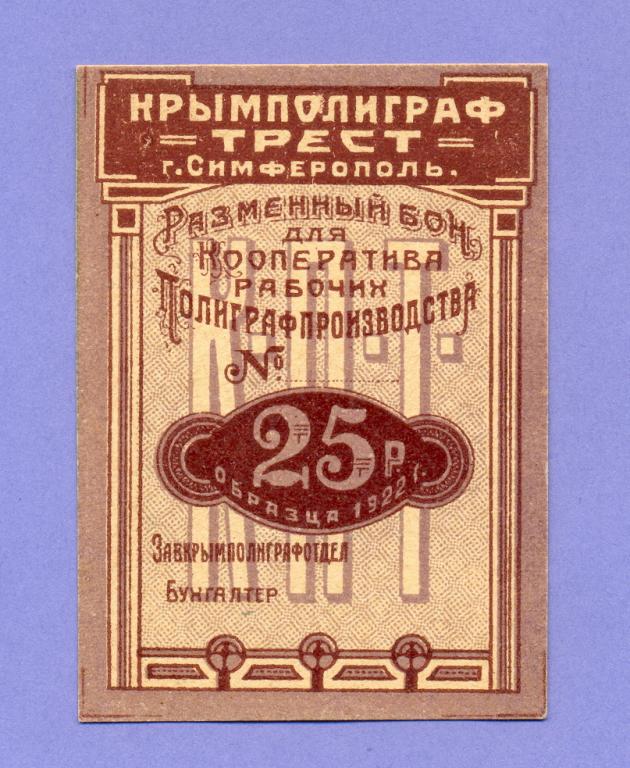 КРЫМПОЛИГРАФ
= ТРЕСТ =
г. СИМФЕРОПОЛЬ.
РАЗМЕННЫЙ БОН
ДЛЯ
КООПЕРАТИВА
РАБОЧИХ
ПОЛИГРАФПРОИЗВОДСТВА
К.П.Т.
№
25 Р.
ОБРАЗЦА 1922 г.
ЗАВКРЫМПОЛИГРАФОТДЕЛ
БУХГАЛТЕР